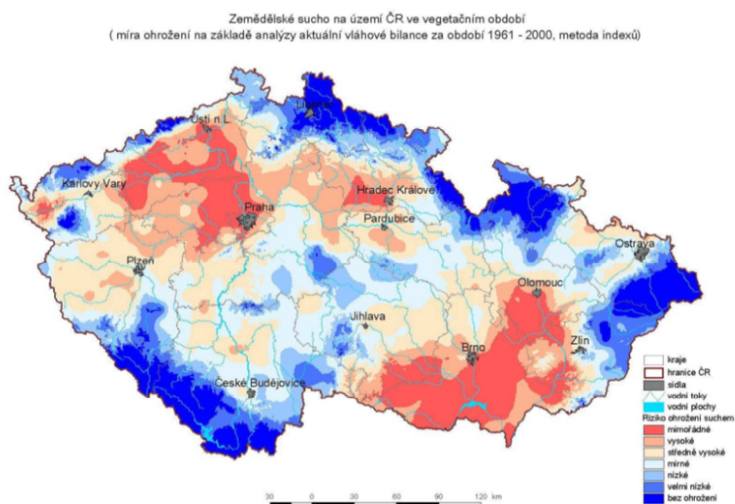 Zemědělské sucho na území ČR ve vegetačním období
( míra ohrožení na základě analýzy aktuální vláhové bilance za období 1961 - 2000, metoda indexů)
Ústí n.L.
Liberec
Karlovy Vary
Praha
Hradec Králové
Pardubice
Plzeň
Ostrava
Olomouc
Jihlava
Brno
Zlín
České Budějovice
kraje
hranice ČR
sídla
vodní toky
vodní plochy
Riziko ohrožení suchem
mimořádné
vysoké
středně vysoké
mírné
nízké
velmi nízké
bez ohrožení
30 0 30 60 90 120 km